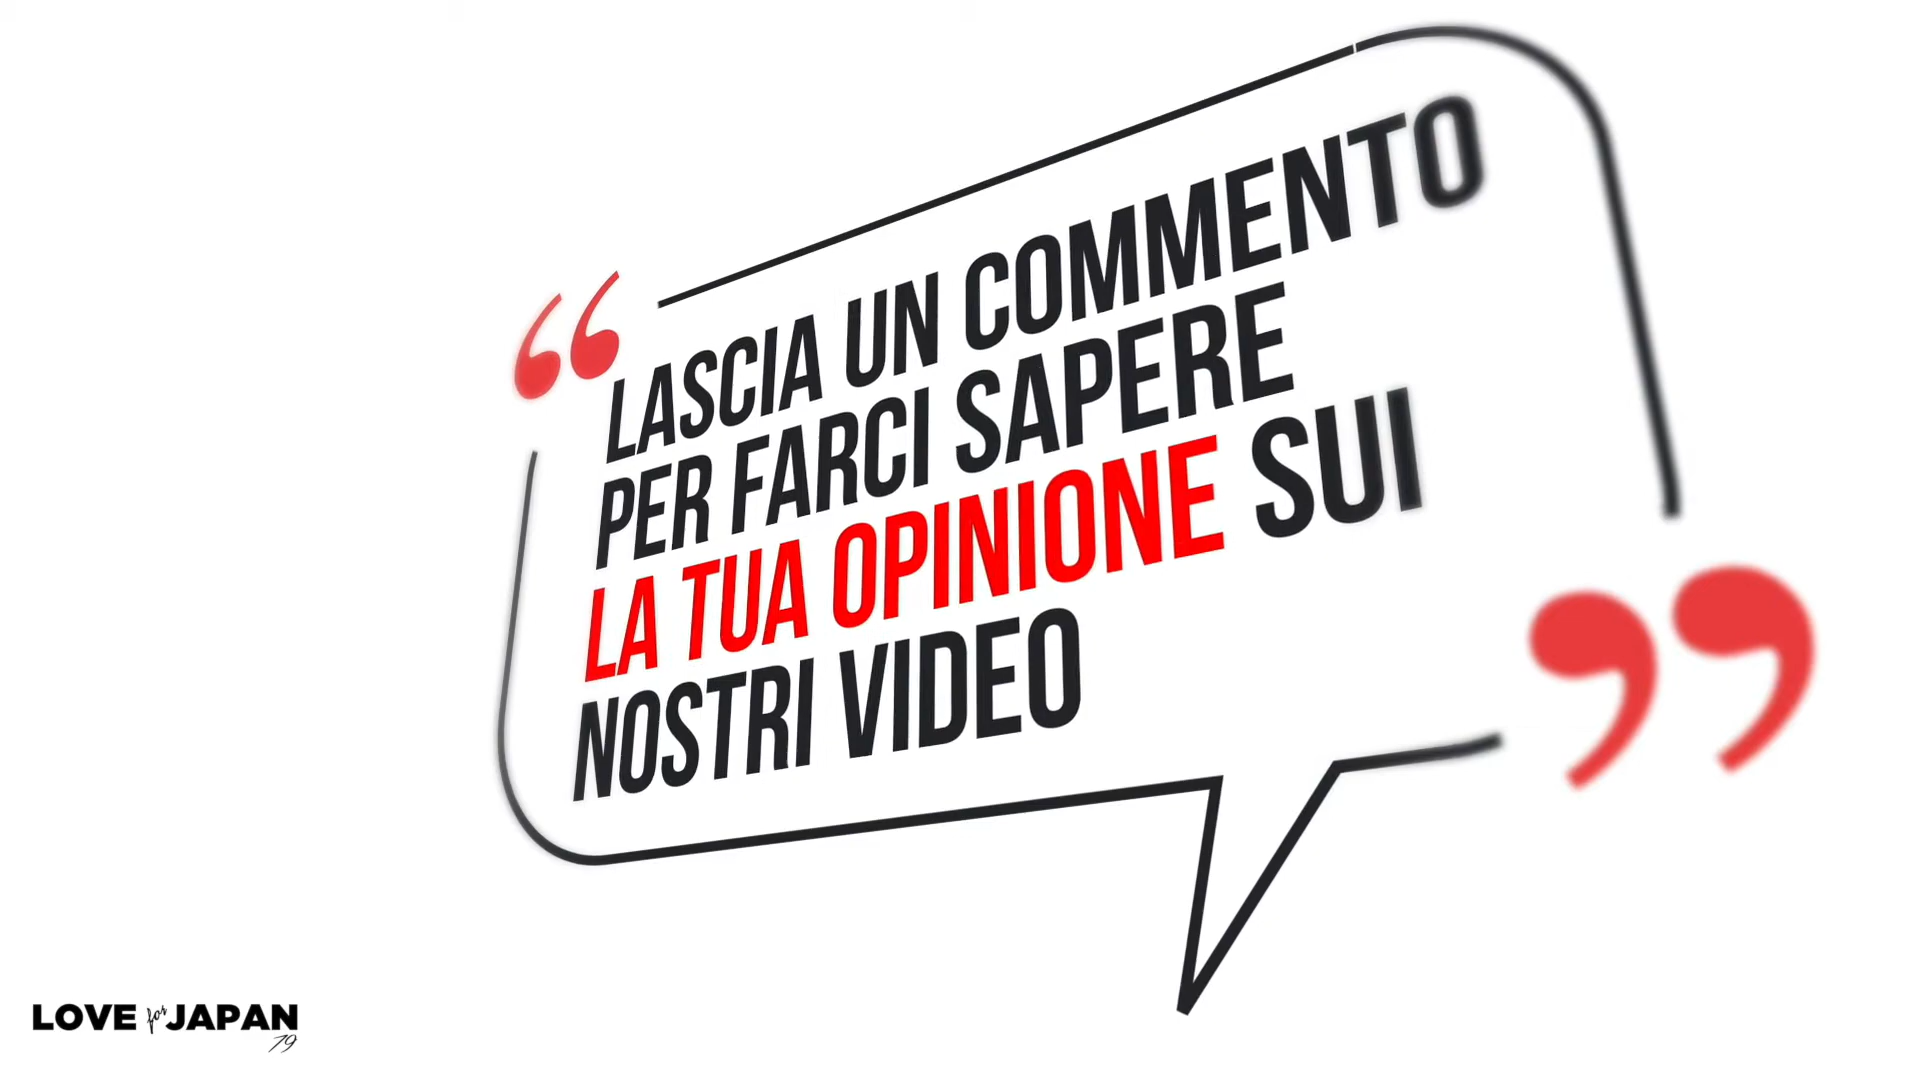 LASCIA UN COMMENTO
PER FARCI SAPERE
LA TUA OPINIONE SUI
NOSTRI VIDEO
LOVE for JAPAN
79